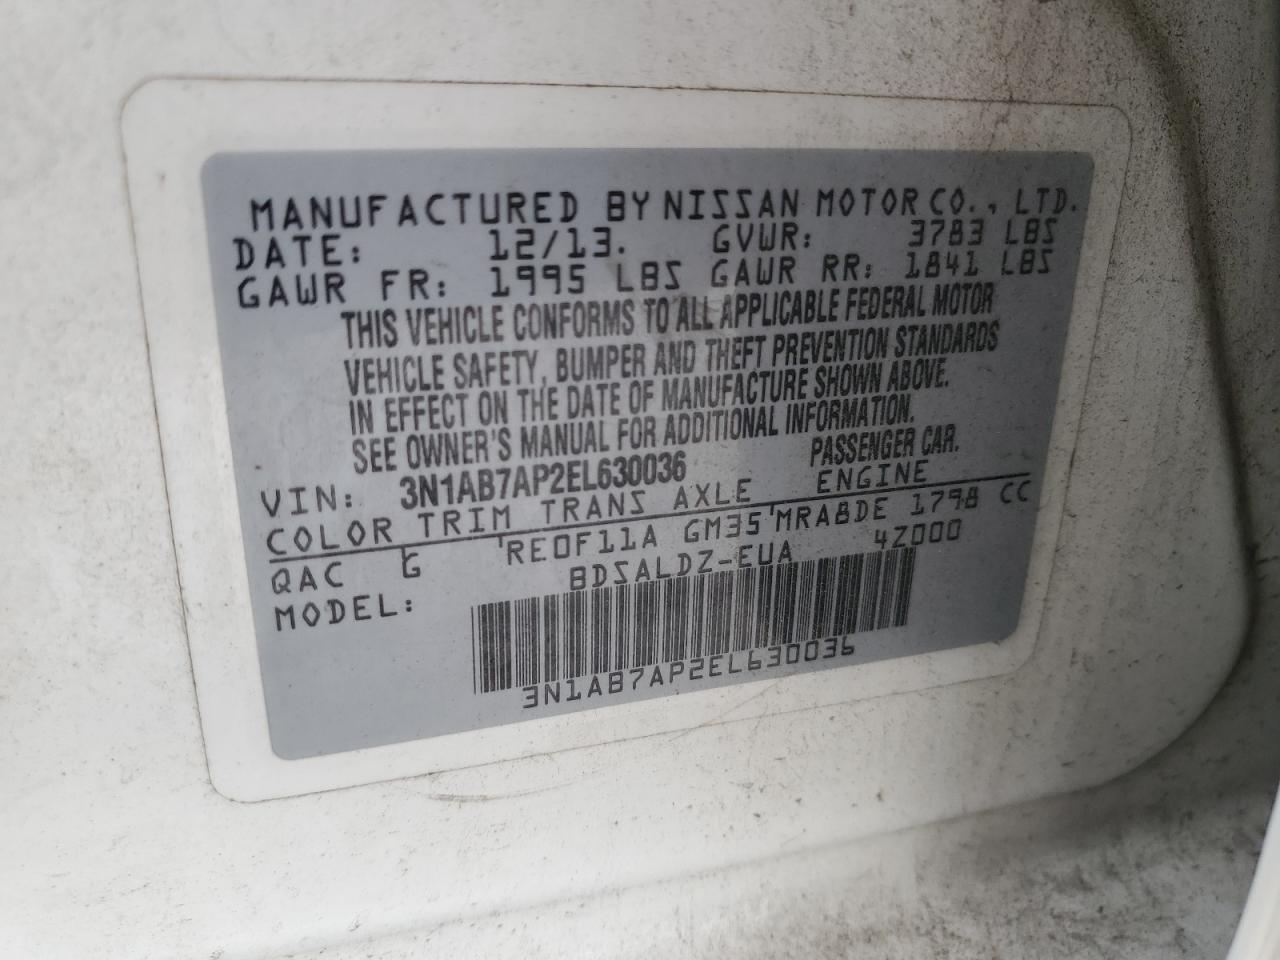 MANUFACTURED BY NISSAN MOTOR CO., LTD.
DATE: 12/13. GVWR: 3783 LBS
GAWR FR: 1995 LBS GAWR RR: 1841 LBS
THIS VEHICLE CONFORMS TO ALL APPLICABLE FEDERAL MOTOR
VEHICLE SAFETY, BUMPER AND THEFT PREVENTION STANDARDS
IN EFFECT ON THE DATE OF MANUFACTURE SHOWN ABOVE.
SEE OWNER'S MANUAL FOR ADDITIONAL INFORMATION.
VIN: 3N1AB7AP2EL630036 PASSENGER CAR.
COLOR TRIM TRANS AXLE ENGINE
QAC G 'RE0F11A GM35'MRA8DE 1798 CC
MODEL: BDSALDZ-EUA 4Z000
3N1AB7AP2EL630036